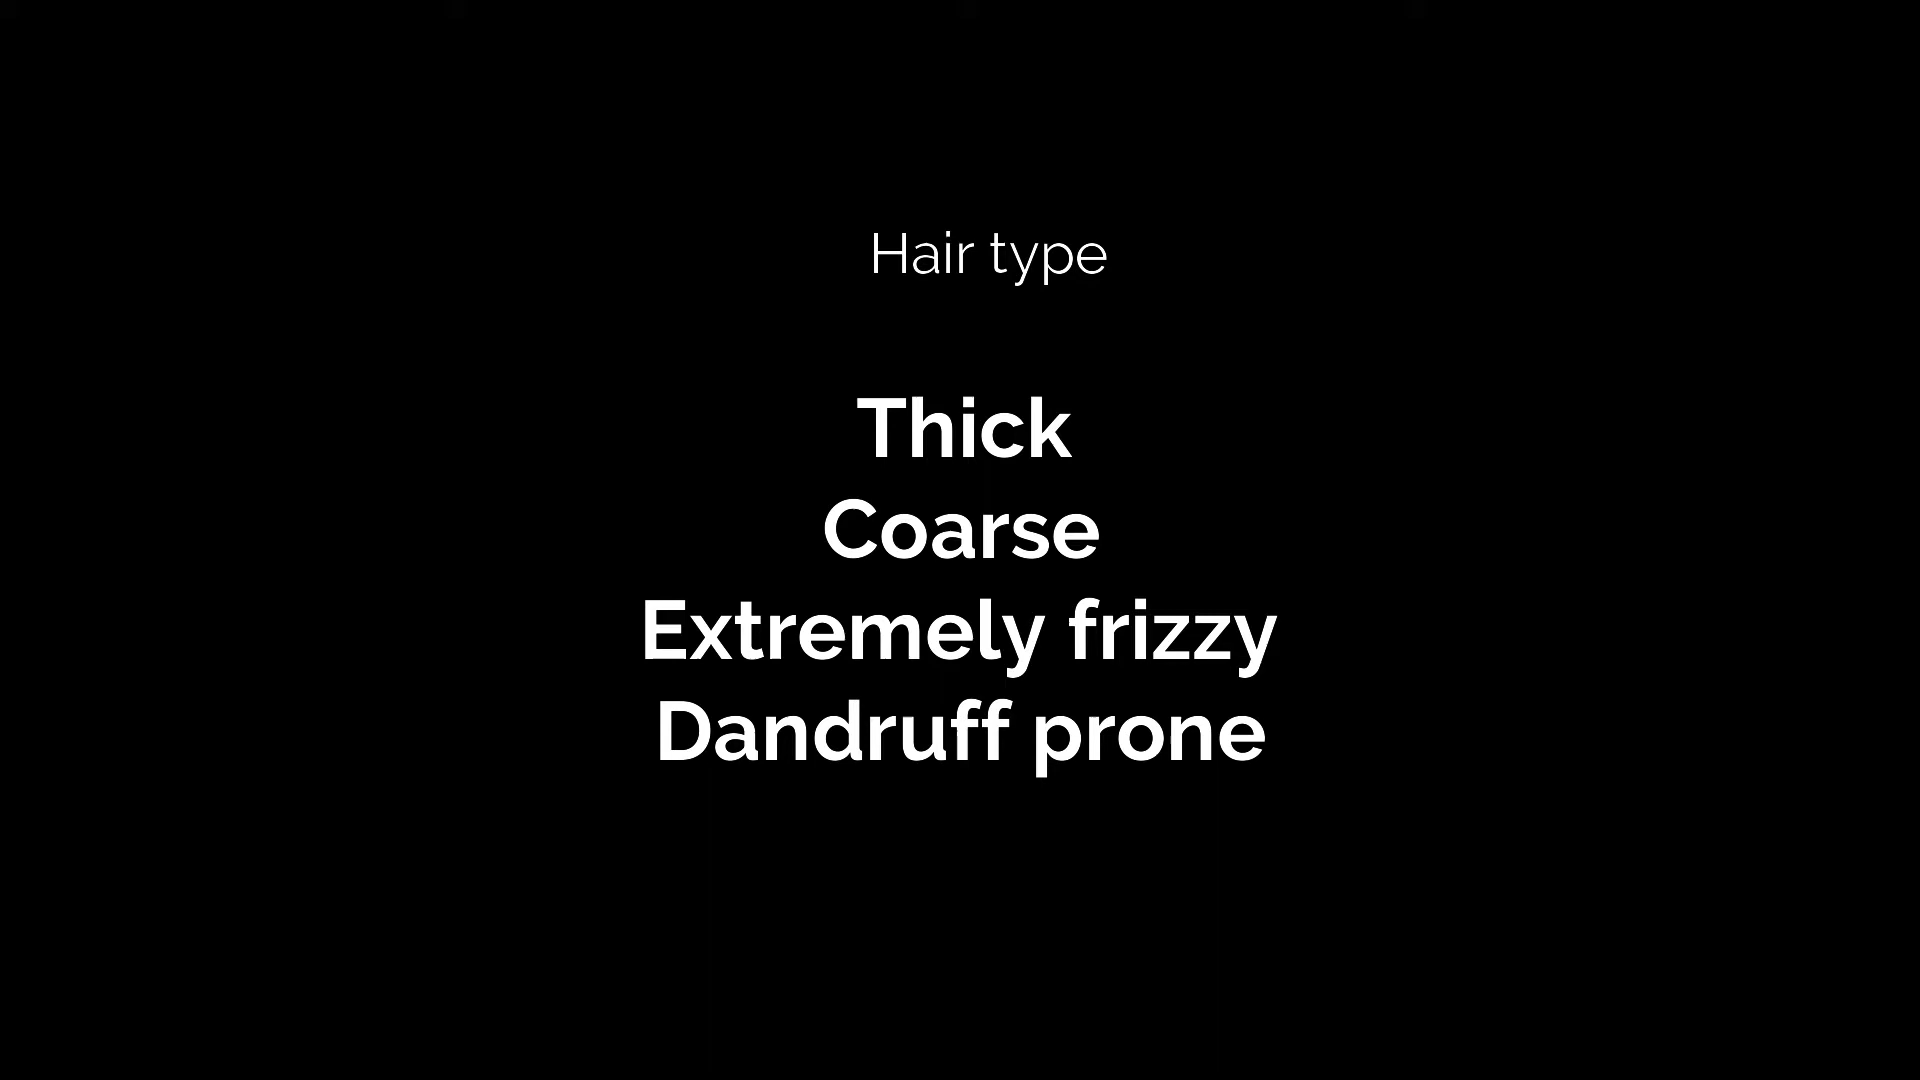 Hair type
Thick
Coarse
Extremely frizzy
Dandruff prone